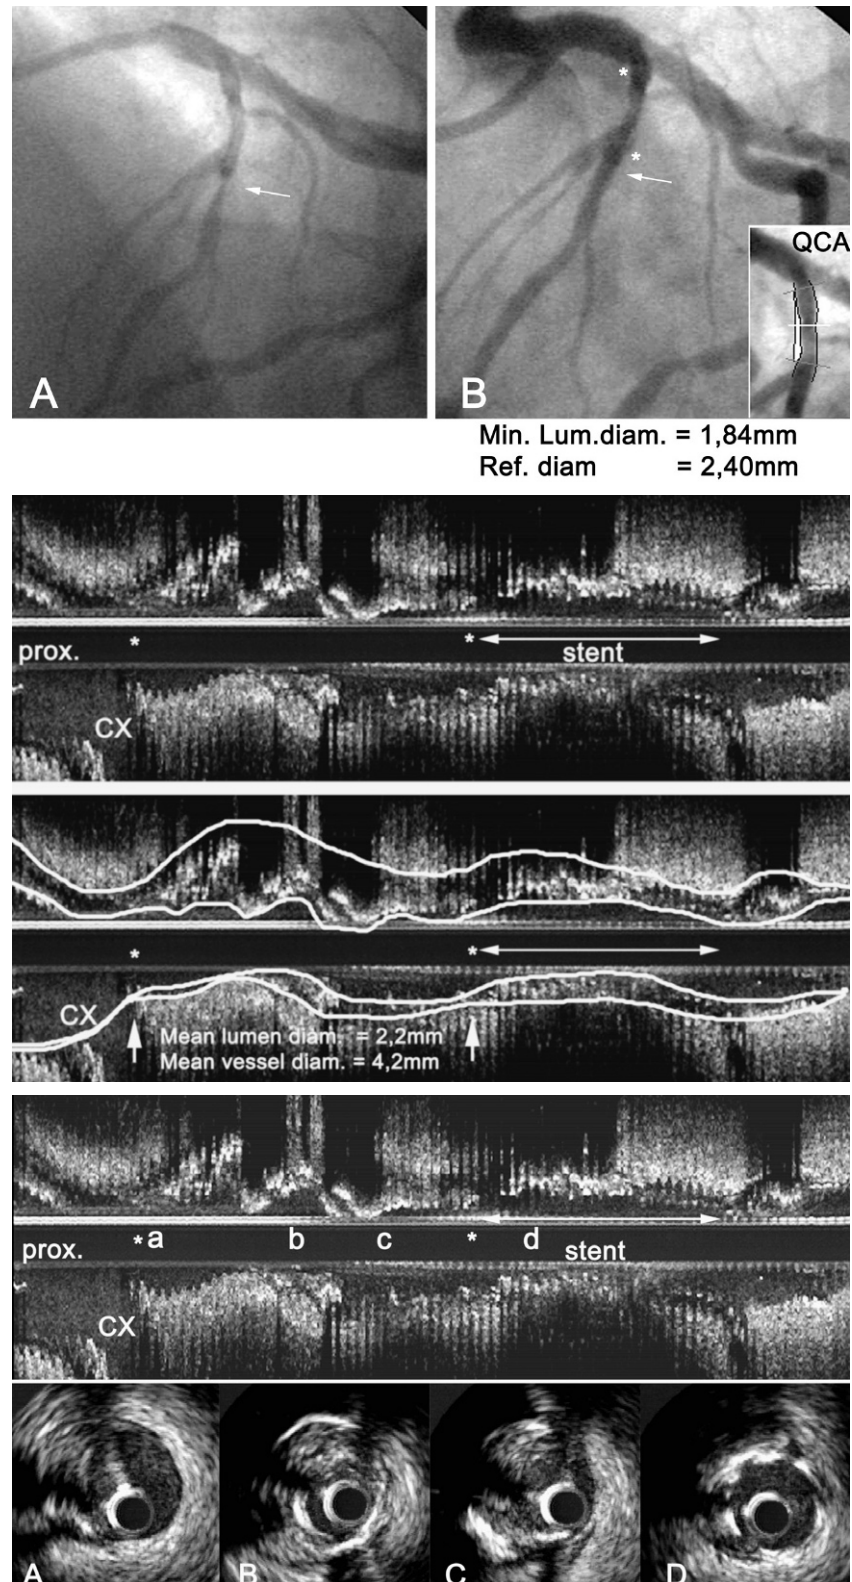 QCA
A
B
Min. Lum.diam. = 1,84mm
Ref. diam = 2,40mm
* *
prox. stent
CX
* *
CX
Mean lumen diam. = 2,2mm
Mean vessel diam. = 4,2mm
*a b c * d
prox. stent
CX
A B C D